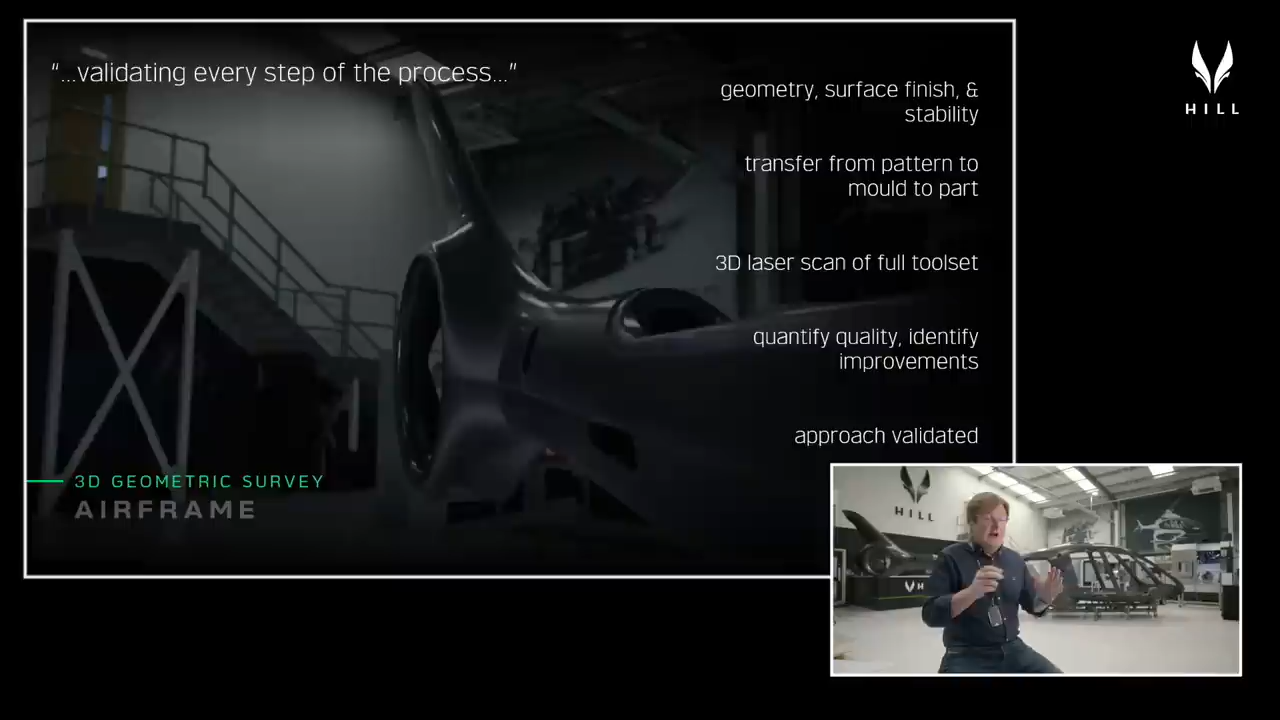 “...validating every step of the process...”
geometry, surface finish, &
stability
transfer from pattern to
mould to part
3D laser scan of full toolset
quantify quality, identify
improvements
approach validated
3D GEOMETRIC SURVEY
AIRFRAME
HILL
HILL
H